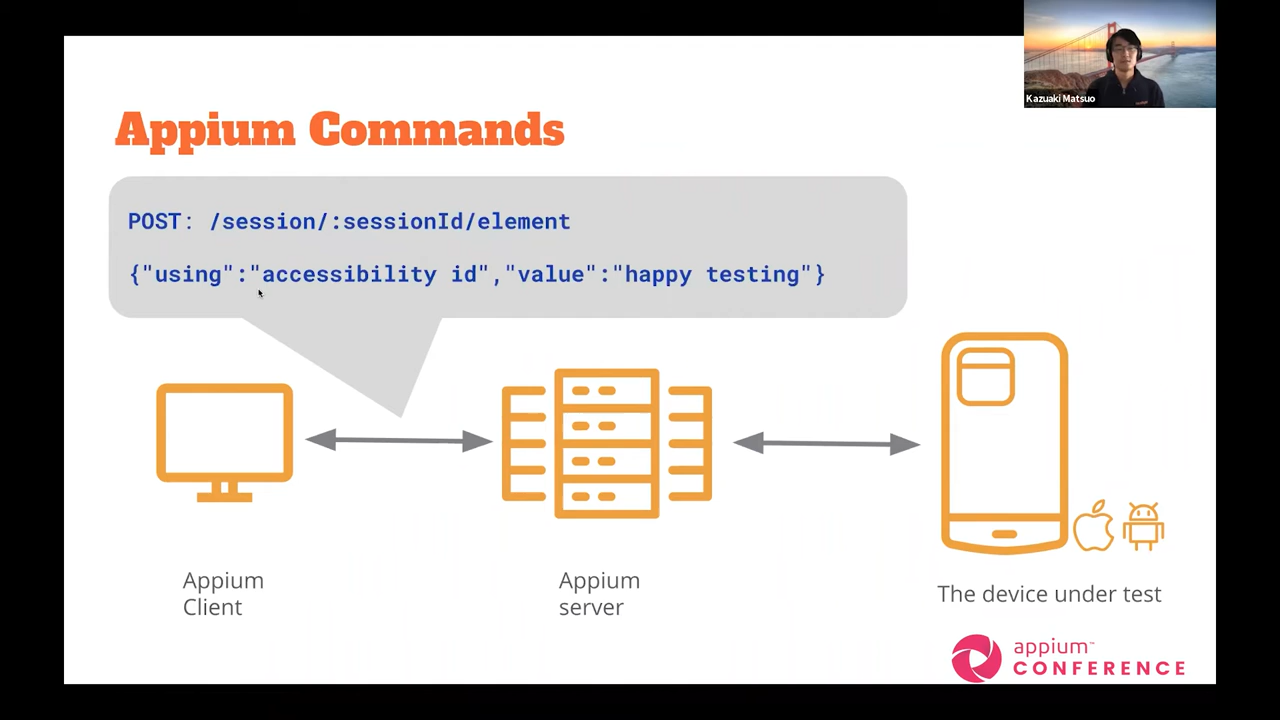 Kazuaki Matsuo
Appium Commands
POST: /session/:sessionId/element
{"using":"accessibility id","value":"happy testing"}
Appium
Client
Appium
server
The device under test
appium™
CONFERENCE